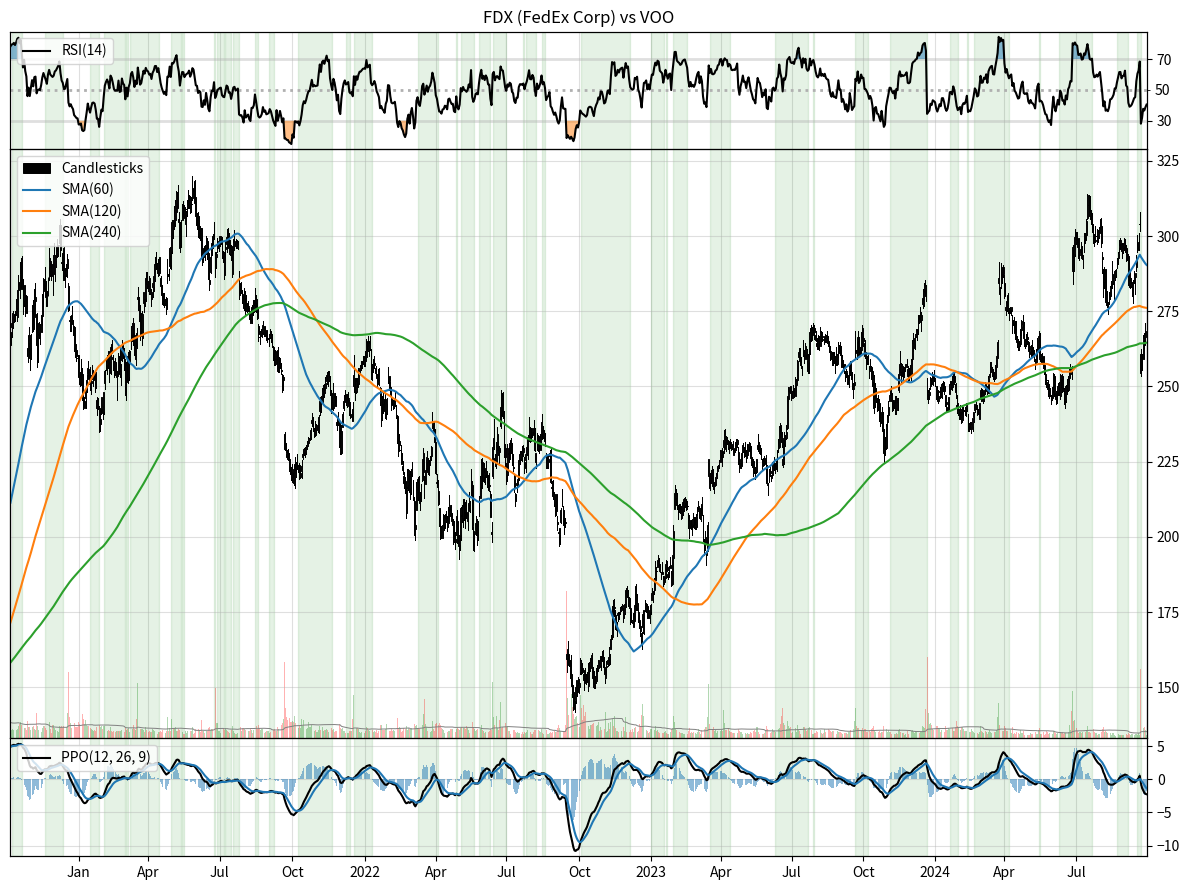 FDX (FedEx Corp) vs VOO
RSI(14)
70
50
30
Candlesticks
SMA(60)
SMA(120)
SMA(240)
325
300
275
250
225
200
175
150
PPO(12, 26, 9)
5
0
−5
−10
Jan Apr Jul Oct 2022 Apr Jul Oct 2023 Apr Jul Oct 2024 Apr Jul